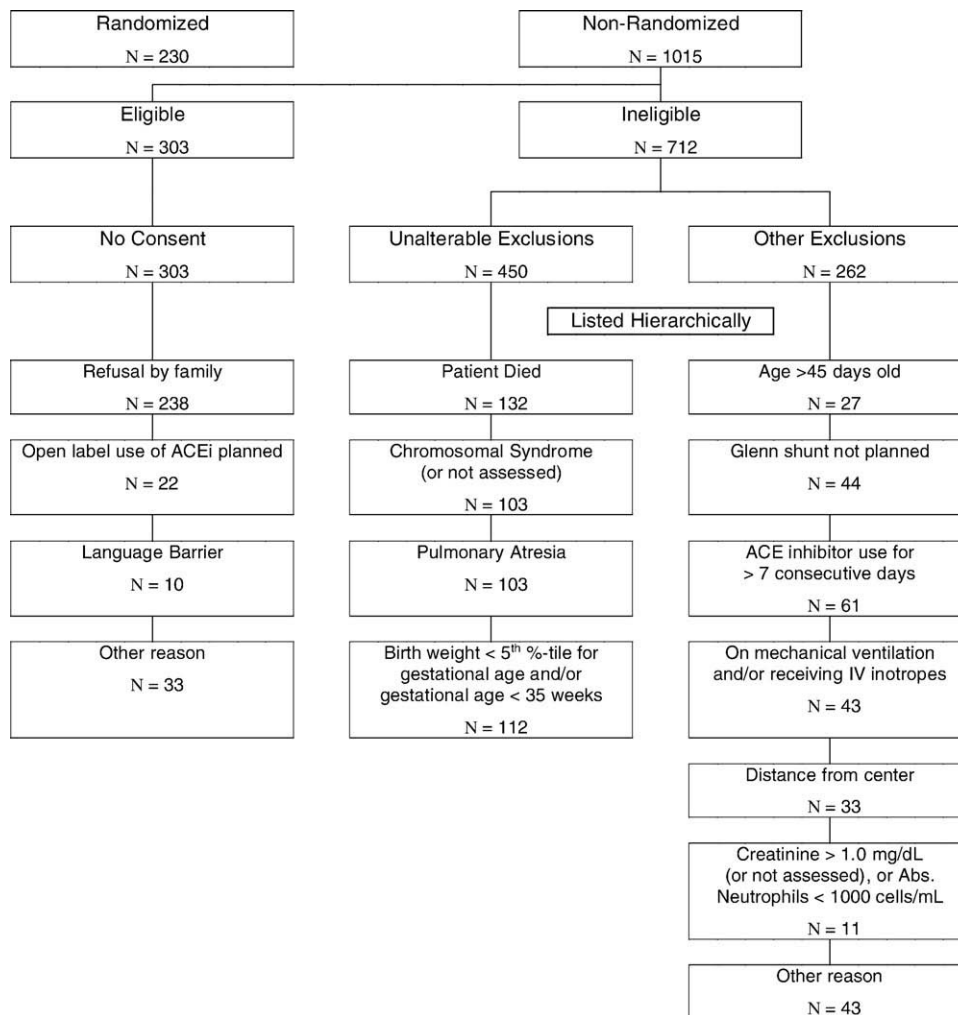 Randomized
N = 230
Non-Randomized
N = 1015
Eligible
N = 303
Ineligible
N = 712
No Consent
N = 303
Unalterable Exclusions
N = 450
Other Exclusions
N = 262
Listed Hierarchically
Refusal by family
N = 238
Open label use of ACEi planned
N = 22
Language Barrier
N = 10
Other reason
N = 33
Patient Died
N = 132
Chromosomal Syndrome
(or not assessed)
N = 103
Pulmonary Atresia
N = 103
Birth weight < 5th %-tile for
gestational age and/or
gestational age < 35 weeks
N = 112
Age >45 days old
N = 27
Glenn shunt not planned
N = 44
ACE inhibitor use for
> 7 consecutive days
N = 61
On mechanical ventilation
and/or receiving IV inotropes
N = 43
Distance from center
N = 33
Creatinine > 1.0 mg/dL
(or not assessed), or Abs.
Neutrophils < 1000 cells/mL
N = 11
Other reason
N = 43